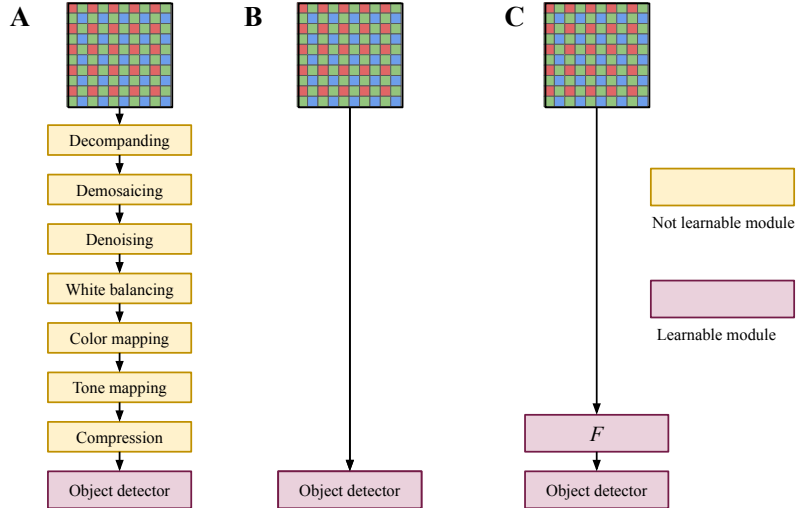 A
B
C
Decompanding
Demosaicing
Denoising
White balancing
Color mapping
Tone mapping
Compression
Object detector
Object detector
F
Object detector
Not learnable module
Learnable module